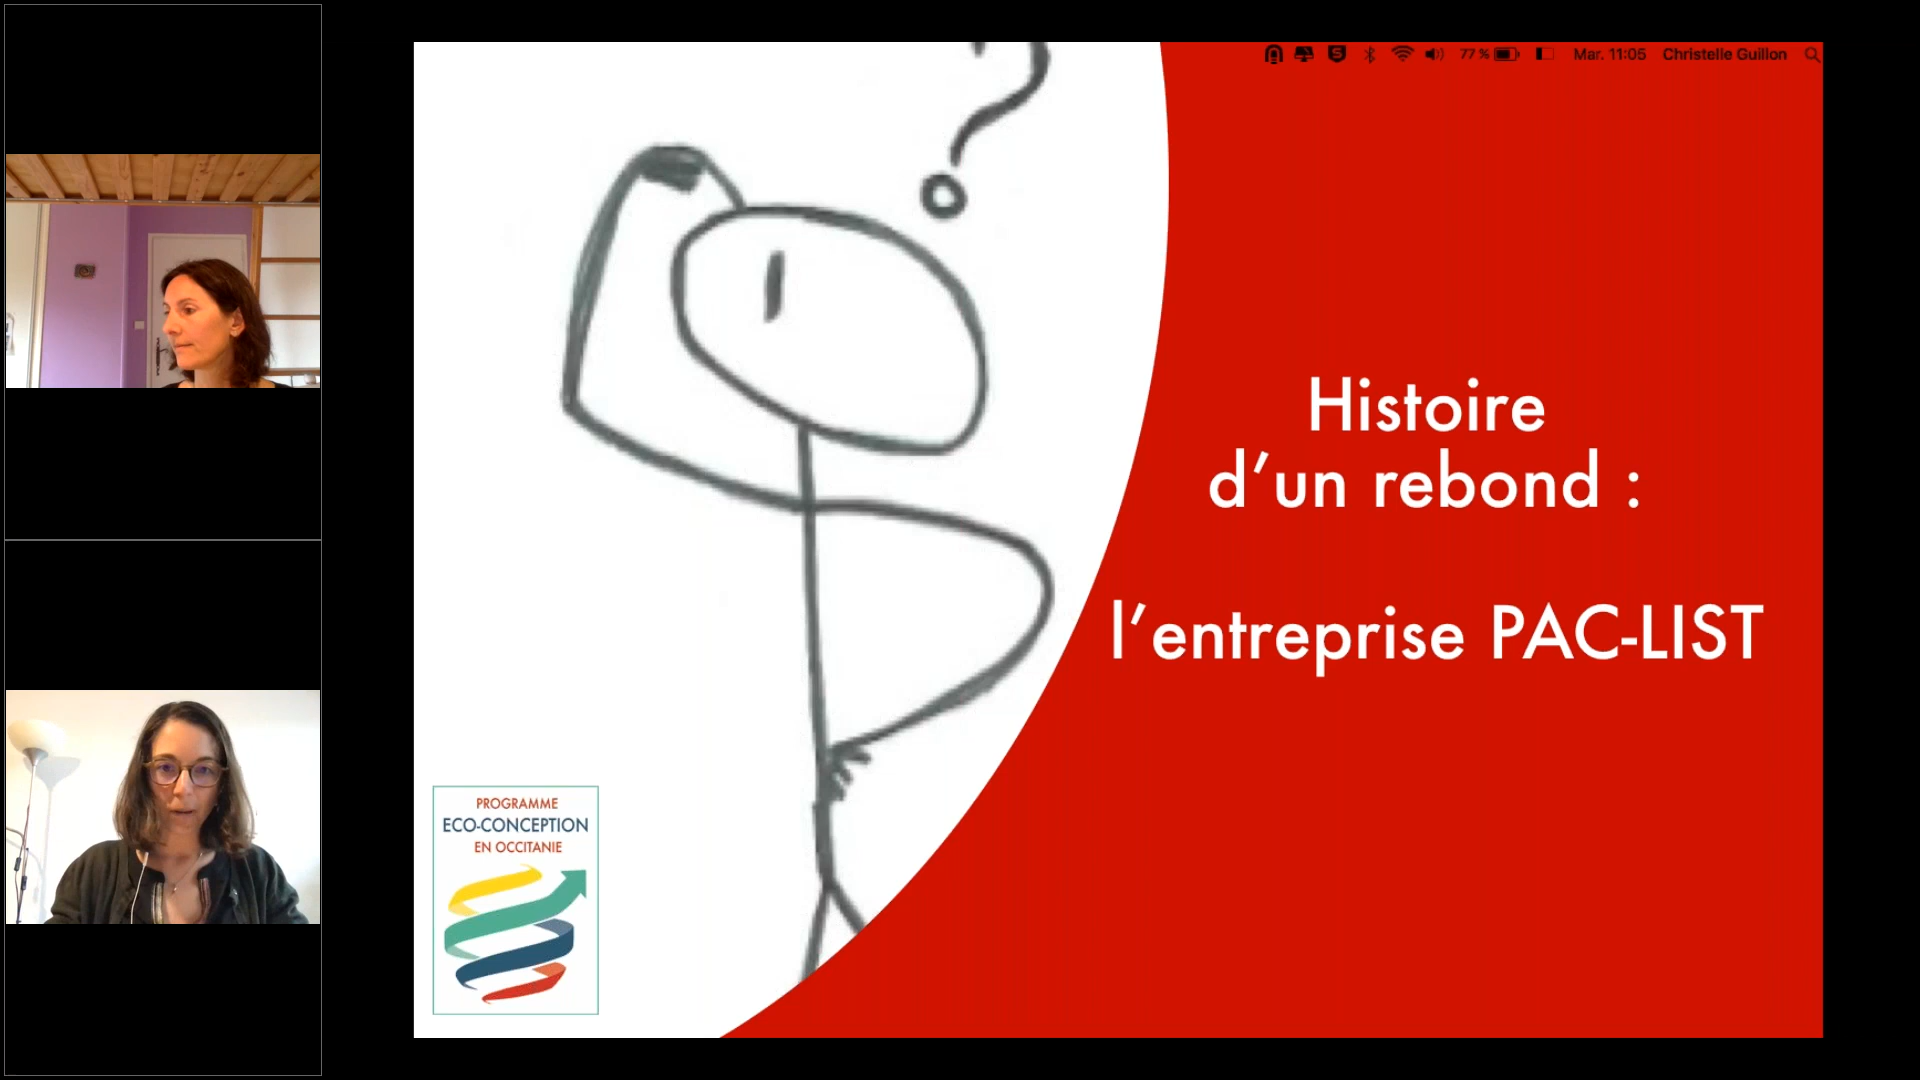 77 % Mar. 11:05 Christelle Guillon
Histoire
d’un rebond :
l’entreprise PAC-LIST
PROGRAMME
ECO-CONCEPTION
EN OCCITANIE